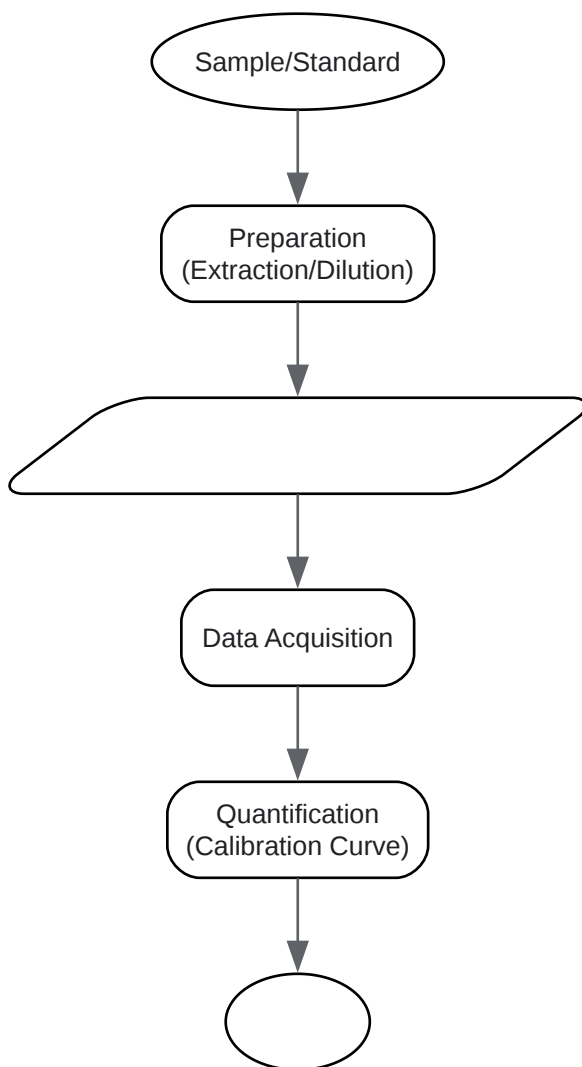 Sample/Standard
Preparation
(Extraction/Dilution)
Data Acquisition
Quantification
(Calibration Curve)